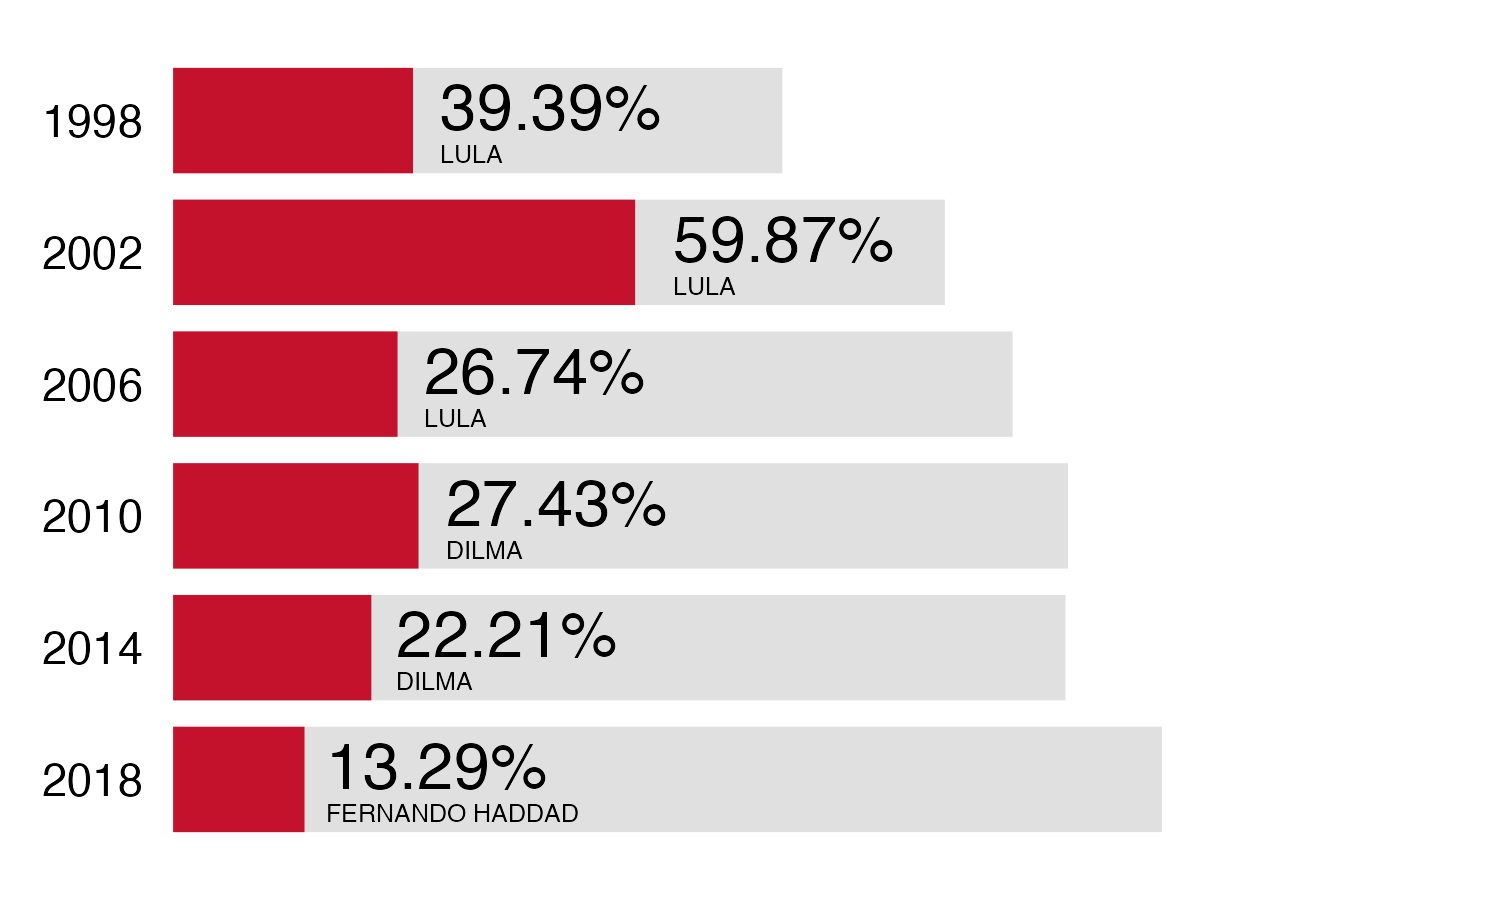 1998
39.39%
LULA
2002
59.87%
LULA
2006
26.74%
LULA
2010
27.43%
DILMA
2014
22.21%
DILMA
2018
13.29%
FERNANDO HADDAD